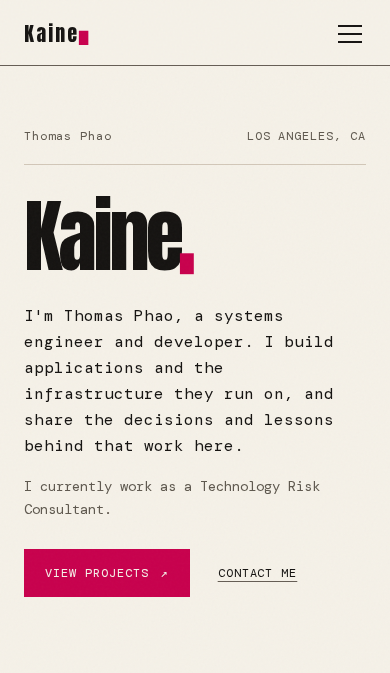 Kaine.
Thomas Phao
LOS ANGELES, CA
Kaine.
I'm Thomas Phao, a systems
engineer and developer. I build
applications and the
infrastructure they run on, and
share the decisions and lessons
behind that work here.
I currently work as a Technology Risk
Consultant.
VIEW PROJECTS ↗
CONTACT ME